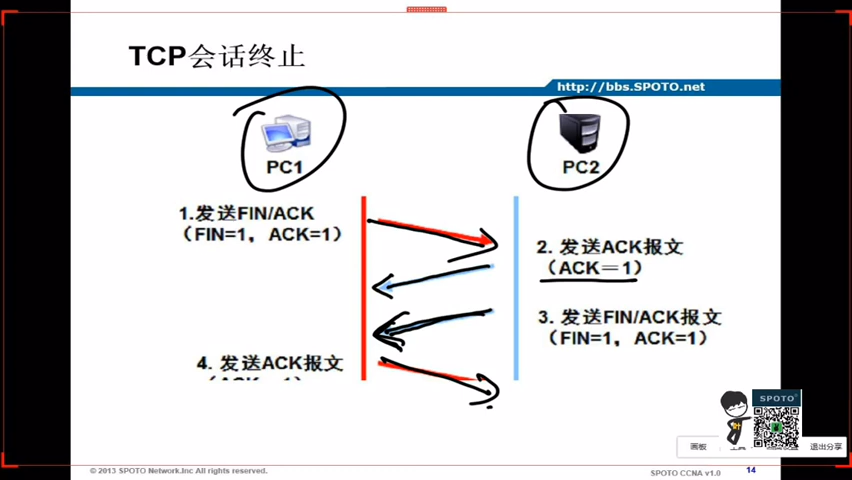 TCP会话终止
http://bbs.SPOTO.net
PC1
PC2
1.发送FIN/ACK
（FIN=1，ACK=1）
2. 发送ACK报文
（ACK＝1）
3. 发送FIN/ACK报文
（FIN=1，ACK=1）
4. 发送ACK报文
SPOTO
画板
退出分享
© 2013 SPOTO Network.Inc All rights reserved.
SPOTO CCNA v1.0
14